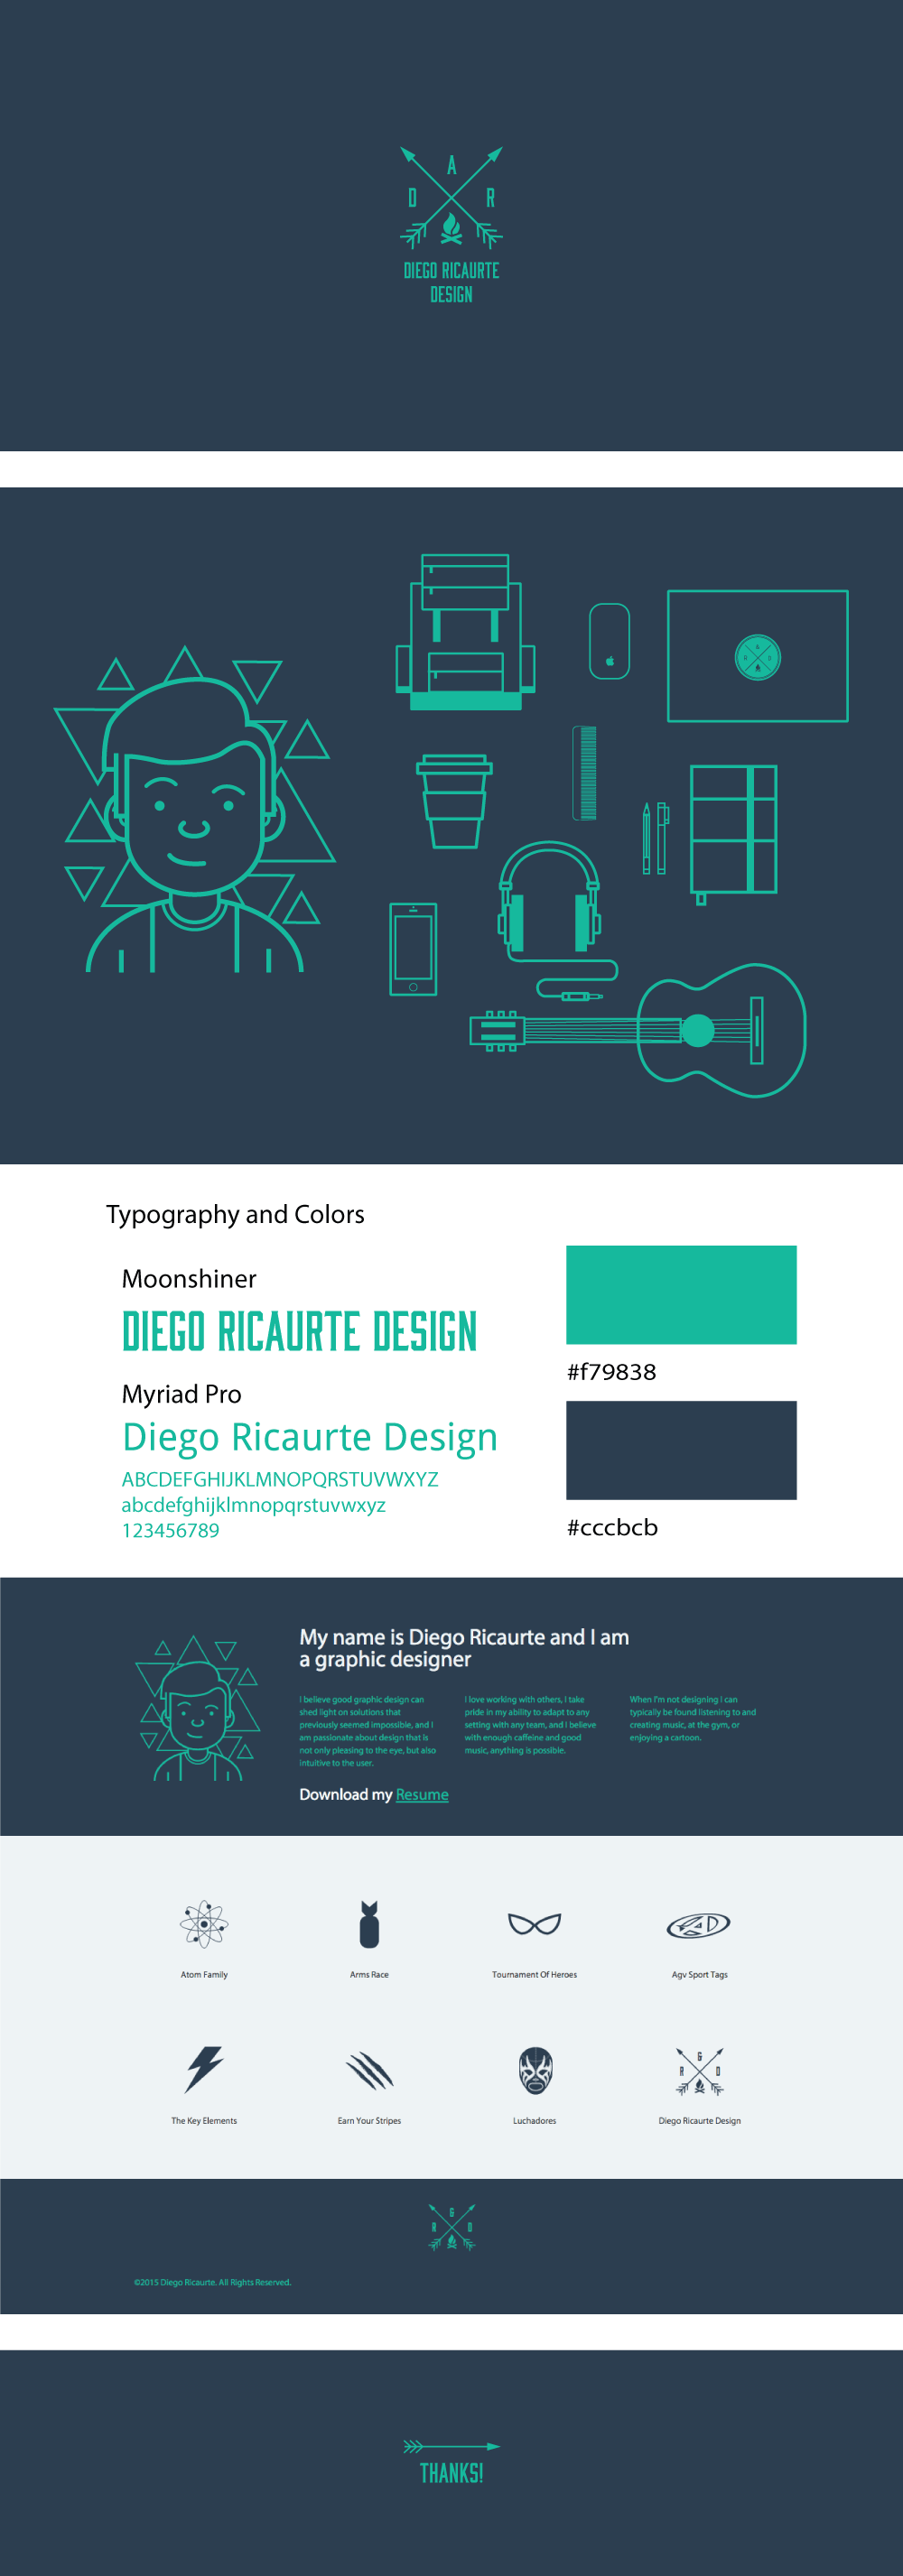 A
D R
DIEGO RICAURTE
DESIGN
Typography and Colors
Moonshiner
DIEGO RICAURTE DESIGN
#f79838
Myriad Pro
Diego Ricaurte Design
ABCDEFGHIJKLMNOPQRSTUVWXYZ
abcdefghijklmnopqrstuvwxyz
123456789
#cccbcb
My name is Diego Ricaurte and I am
a graphic designer
I believe good graphic design can
shed light on solutions that
previously seemed impossible, and I
am passionate about design that is
not only pleasing to the eye, but also
intuitive to the user.
I love working with others, I take
pride in my ability to adapt to any
setting with any team, and I believe
with enough caffeine and good
music, anything is possible.
When I'm not designing I can
typically be found listening to and
creating music, at the gym, or
enjoying a cartoon.
Download my Resume
Atom Family
Arms Race
Tournament Of Heroes
Agv Sport Tags
G
R D
The Key Elements
Earn Your Stripes
Luchadores
Diego Ricaurte Design
G
R D
©2015 Diego Ricaurte. All Rights Reserved.
THANKS!